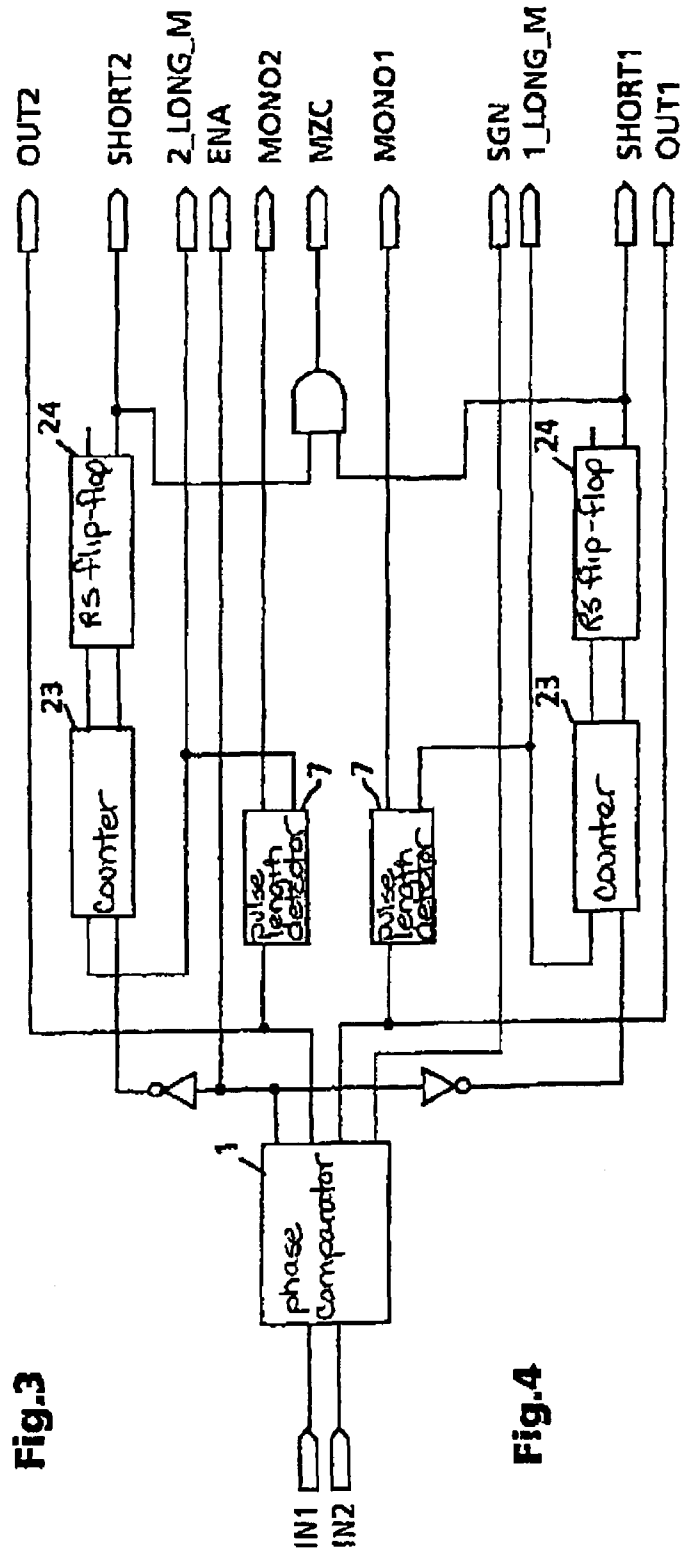 Fig.3
Fig.4
IN1
IN2
1
phase
comparator
23
counter
24
RS flip-flop
7
pulse
length
detector
7
pulse
length
detector
23
counter
24
RS flip-flop
OUT2
SHORT2
2_LONG_M
ENA
MONO2
MZC
MONO1
SGN
1_LONG_M
SHORT1
OUT1